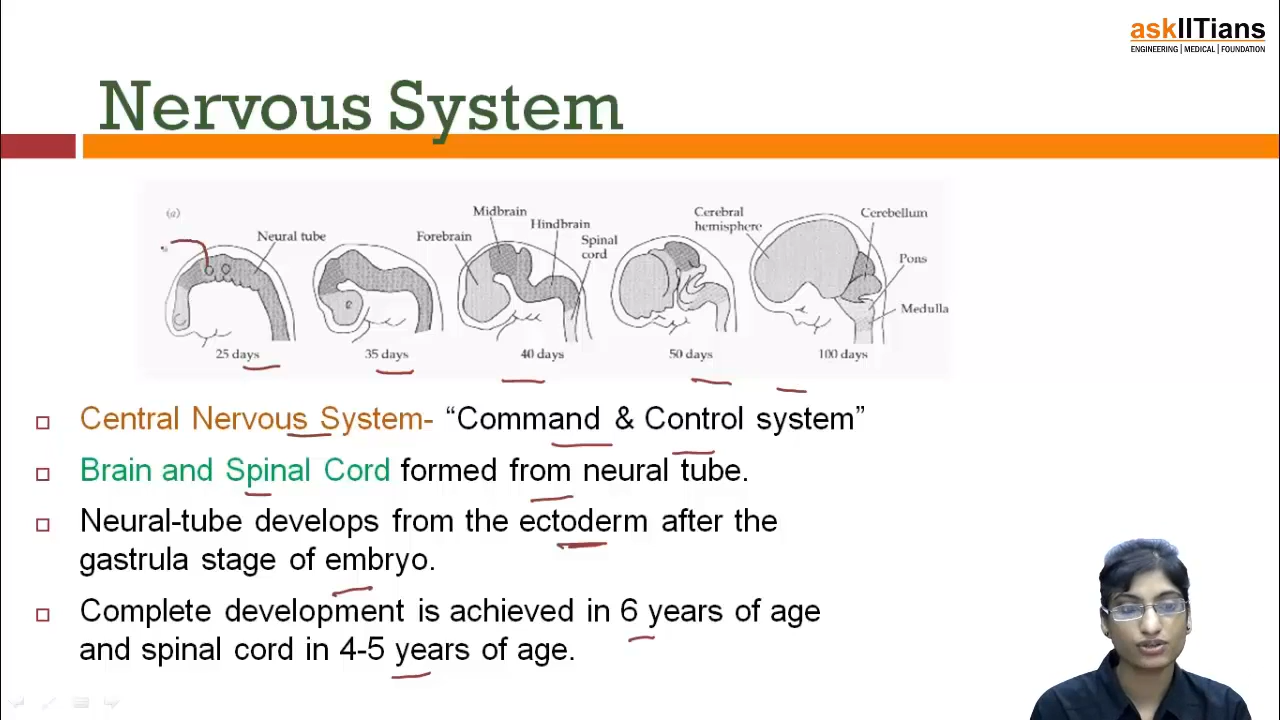 askIITians
ENGINEERING | MEDICAL | FOUNDATION
Nervous System
(a)
Neural tube
25 days
35 days
Forebrain
Midbrain
Hindbrain
Spinal
cord
40 days
50 days
Cerebral
hemisphere
Cerebellum
Pons
Medulla
100 days
Central Nervous System- “Command & Control system”
Brain and Spinal Cord formed from neural tube.
Neural-tube develops from the ectoderm after the
gastrula stage of embryo.
Complete development is achieved in 6 years of age
and spinal cord in 4-5 years of age.